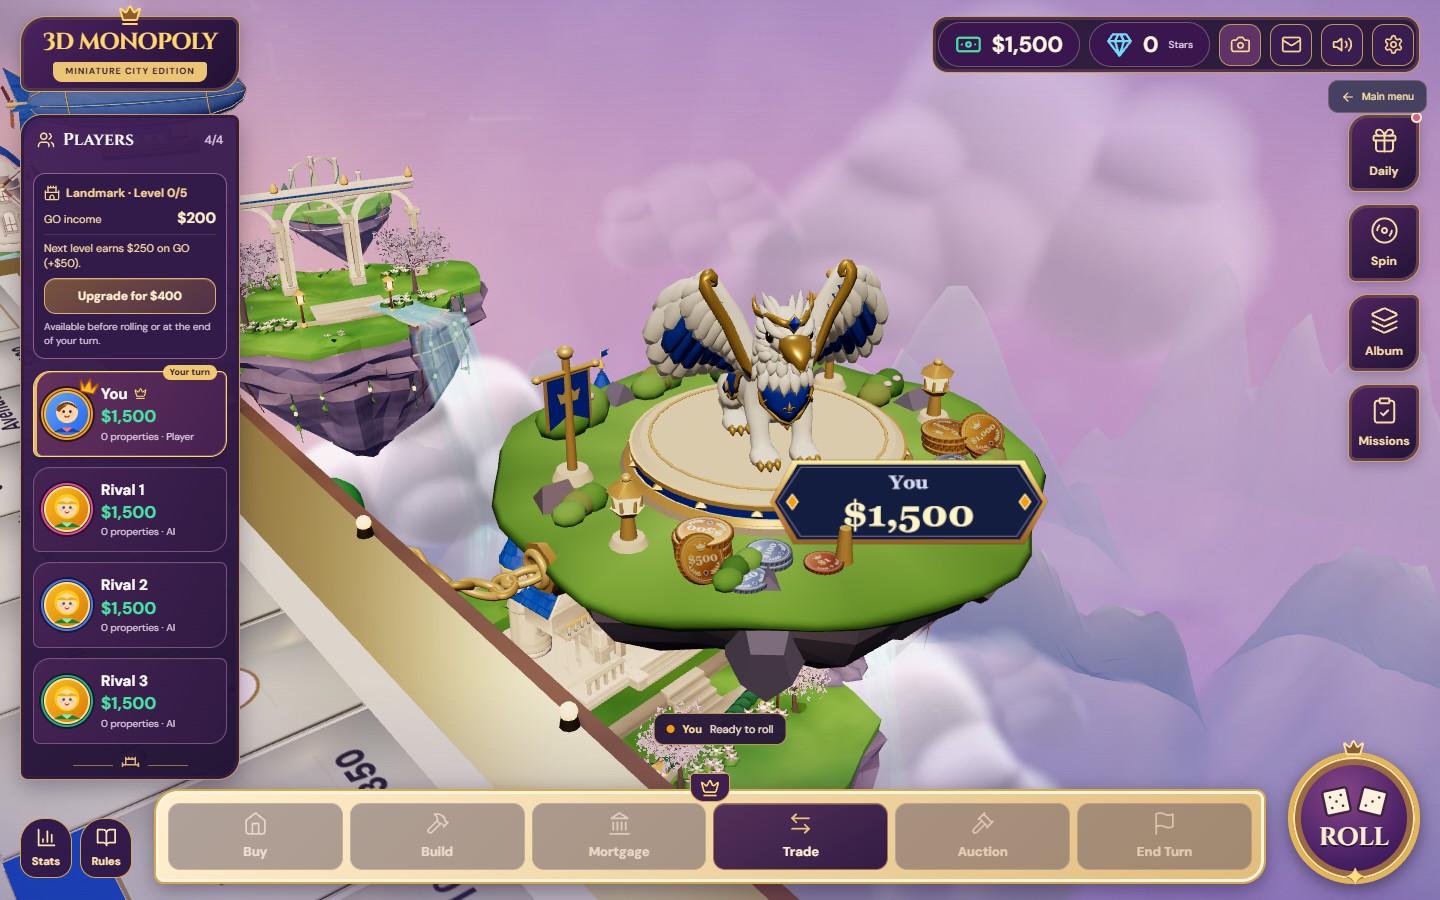 3D MONOPOLY
MINIATURE CITY EDITION
$1,500
0 Stars
Main menu
PLAYERS 4/4
Landmark · Level 0/5
GO income $200
Next level earns $250 on GO
(+$50).
Upgrade for $400
Available before rolling or at the end
of your turn.
Your turn
You
$1,500
0 properties · Player
Rival 1
$1,500
0 properties · AI
Rival 2
$1,500
0 properties · AI
Rival 3
$1,500
0 properties · AI
Daily
Spin
Album
Missions
You
$1,500
$1,000
$500
350
You Ready to roll
Stats
Rules
Buy
Build
Mortgage
Trade
Auction
End Turn
ROLL